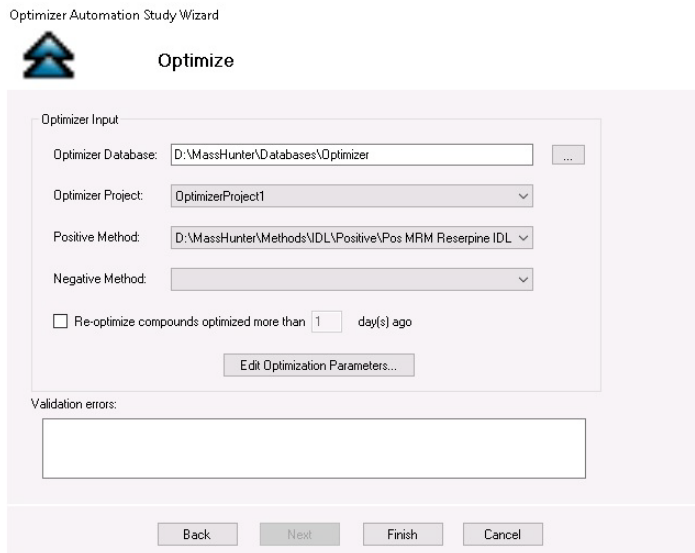 Optimizer Automation Study Wizard
Optimize
Optimizer Input
Optimizer Database: D:\MassHunter\Databases\Optimizer ...
Optimizer Project: OptimizerProject1
Positive Method: D:\MassHunter\Methods\IDL\Positive\Pos MRM Reserpine IDL
Negative Method:
Re-optimize compounds optimized more than 1 day(s) ago
Edit Optimization Parameters...
Validation errors:
Back Next Finish Cancel